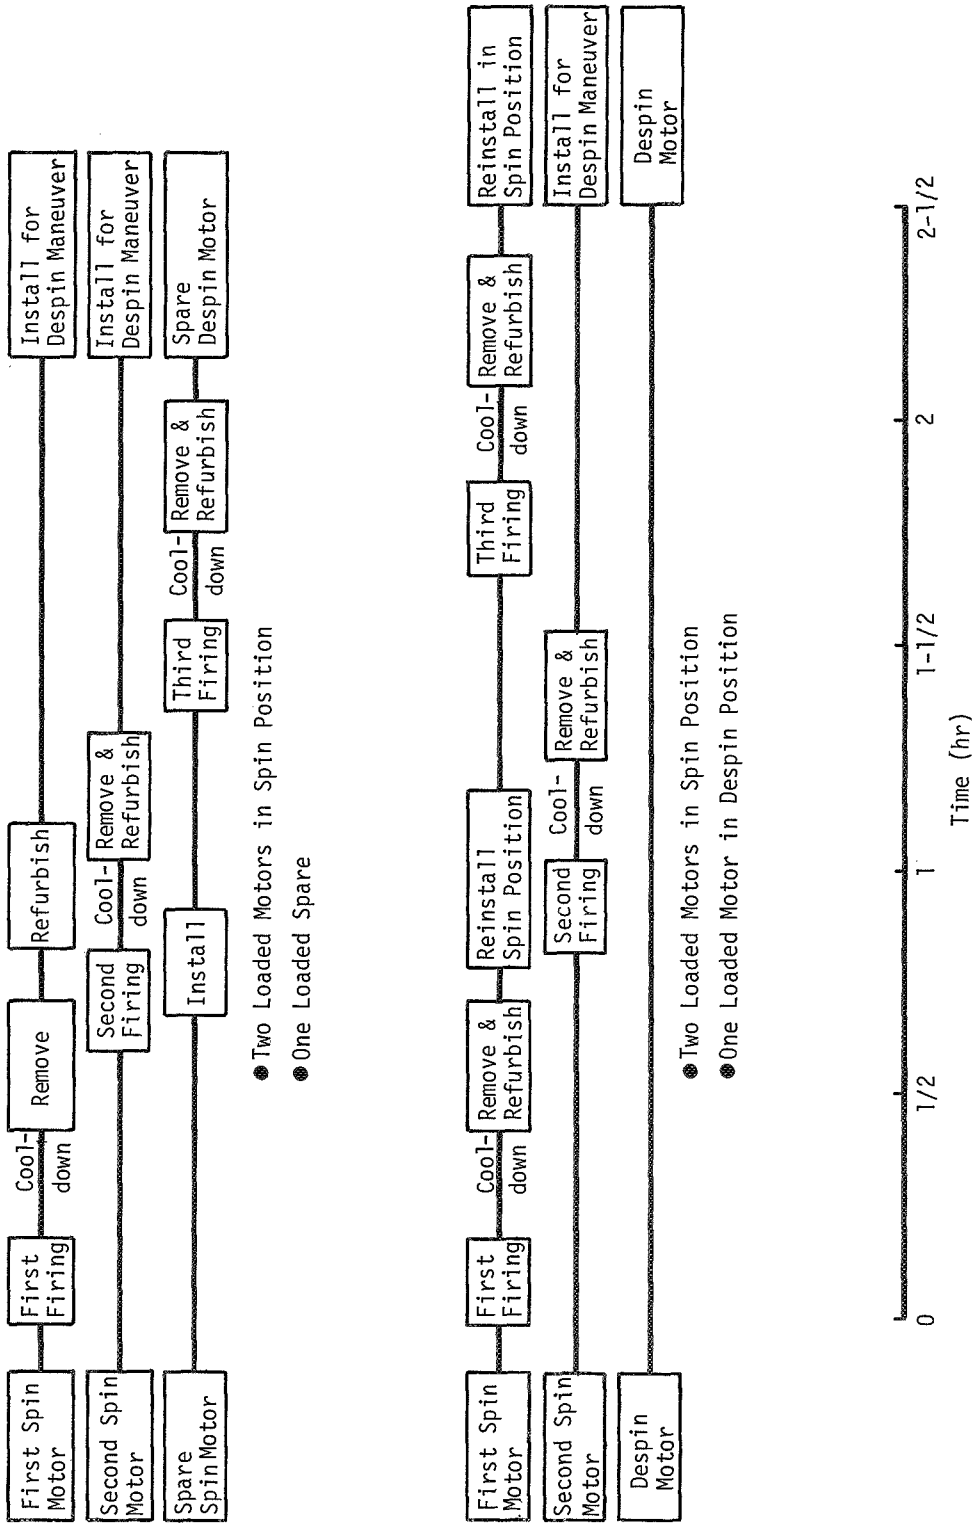 First Spin
Motor
First
Firing
Cool-
down
Remove
Refurbish
Install for
Despin Maneuver
Second Spin
Motor
Second
Firing
Cool-
down
Remove &
Refurbish
Install for
Despin Maneuver
Spare
Spin Motor
Install
Third
Firing
Cool-
down
Remove &
Refurbish
Spare
Despin Motor
● Two Loaded Motors in Spin Position
● One Loaded Spare
First Spin
Motor
First
Firing
Cool-
down
Remove &
Refurbish
Reinstall
Spin Position
Third
Firing
Cool-
down
Remove &
Refurbish
Reinstall in
Spin Position
Second Spin
Motor
Second
Firing
Cool-
down
Remove &
Refurbish
Install for
Despin Maneuver
Despin
Motor
Despin
Motor
● Two Loaded Motors in Spin Position
● One Loaded Motor in Despin Position
0
1/2
1
1-1/2
2
2-1/2
Time (hr)